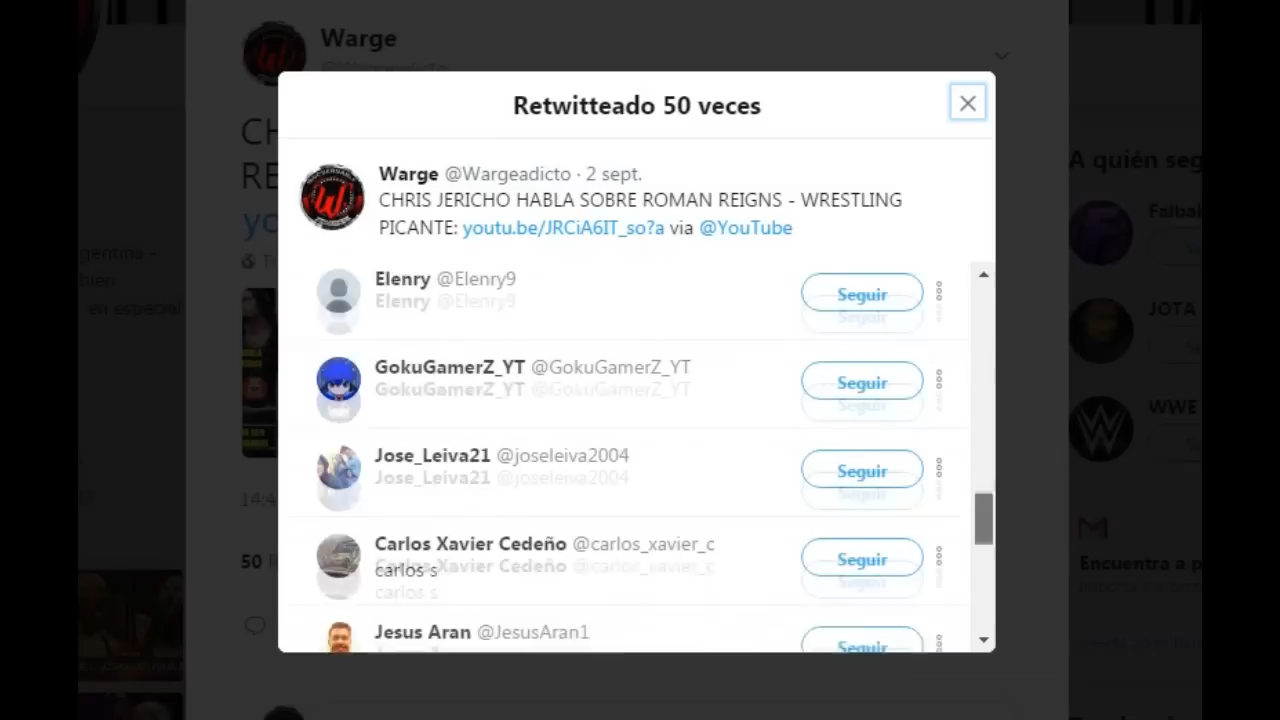 Warge
Retwitteado 50 veces
Warge @Wargeadicto · 2 sept.
CHRIS JERICHO HABLA SOBRE ROMAN REIGNS - WRESTLING
PICANTE: youtu.be/JRCiA6IT_so?a via @YouTube
Elenry @Elenry9
Elenry @Elenry9
Seguir
Seguir
GokuGamerZ_YT @GokuGamerZ_YT
GokuGamerZ_YT @GokuGamerZ_YT
Seguir
Seguir
Jose_Leiva21 @joseleiva2004
Jose_Leiva21 @joseleiva2004
Seguir
Seguir
Carlos Xavier Cedeño @carlos_xavier_c
Carlos Xavier Cedeño @carlos_xavier_c
carlos s
carlos s
Seguir
Seguir
Jesus Aran @JesusAran1
Seguir
CH
RE
yo
gentina -
bien.
en especial
14:4
50
A quién seg
Falbak
JOTA
WWE
Encuentra a p